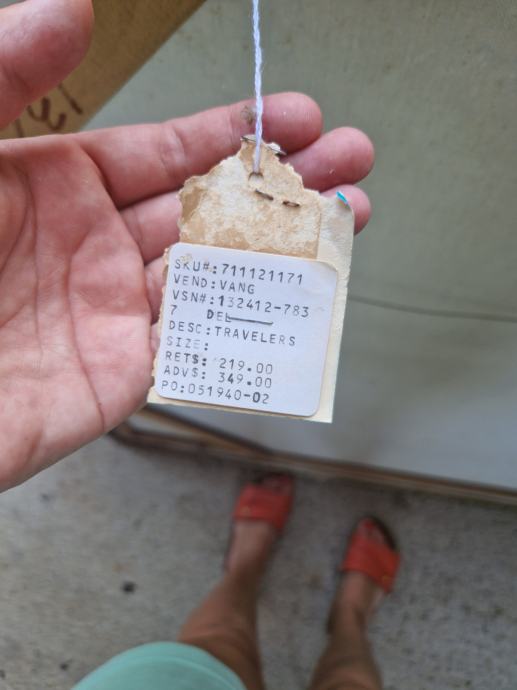 SKU#:711121171
VEND:VANG
VSN#:132412-783
7 DEL
DESC:TRAVELERS
SIZE:
RET$: 219.00
ADV$: 349.00
PO:051940-02